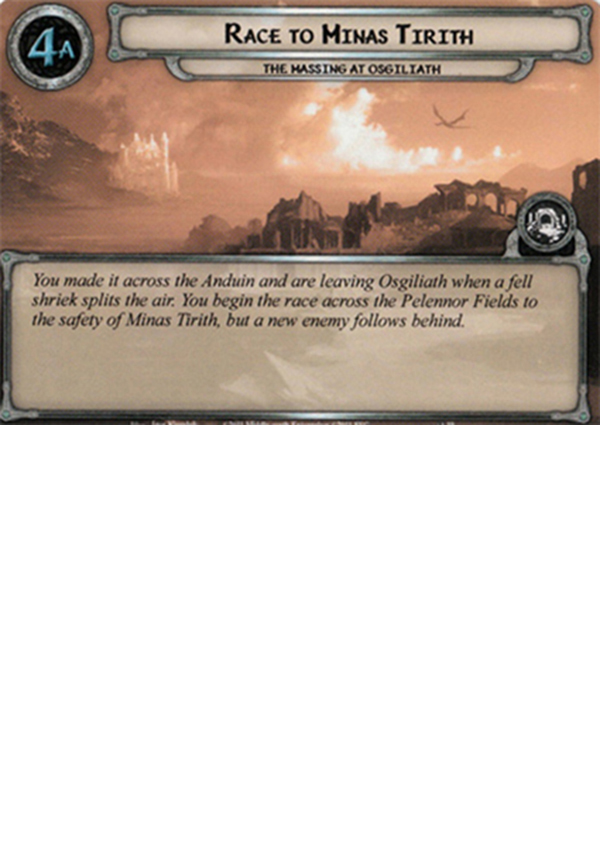 4A
RACE TO MINAS TIRITH
THE MASSING AT OSGILIATH
You made it across the Anduin and are leaving Osgiliath when a fell
shriek splits the air. You begin the race across the Pelennor Fields to
the safety of Minas Tirith, but a new enemy follows behind.